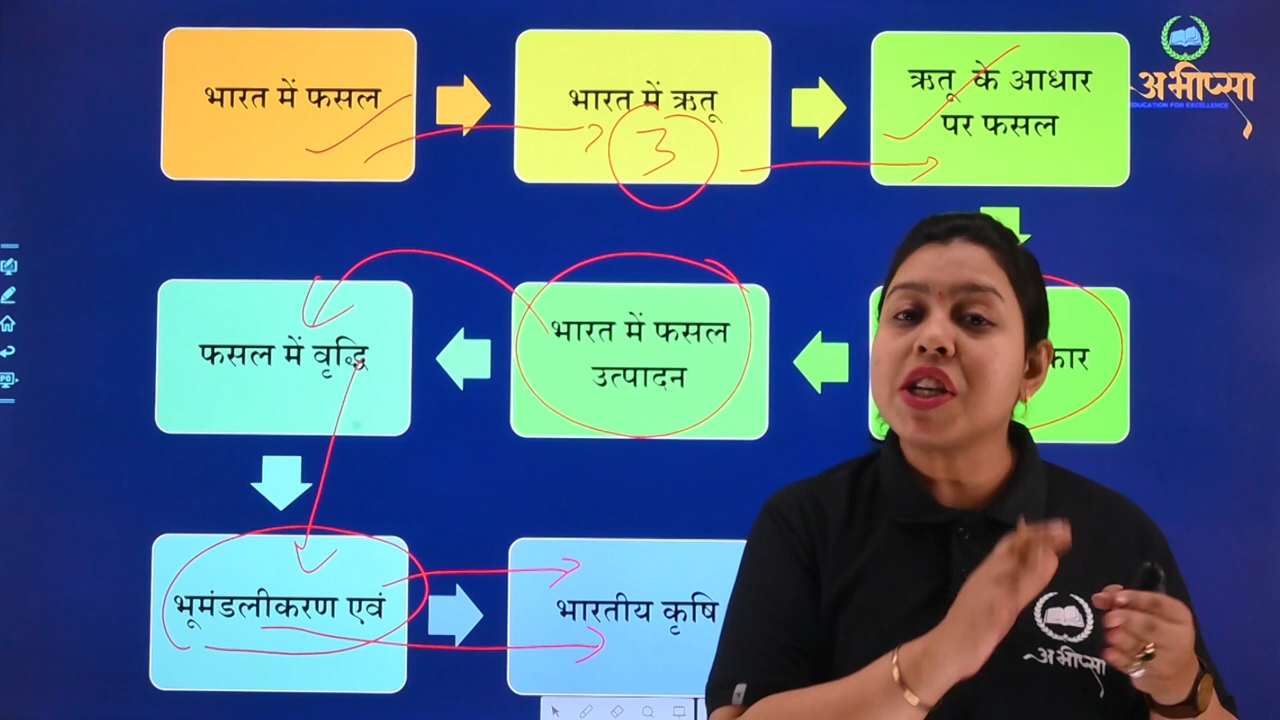 भारत में फसल
भारत में ऋतू
3
ऋतू के आधार
पर फसल
अभीप्सा
EDUCATION FOR EXCELLENCE
फसल में वृद्धि
भारत में फसल
उत्पादन
कार
भूमंडलीकरण एवं
भारतीय कृषि
अभीप्सा